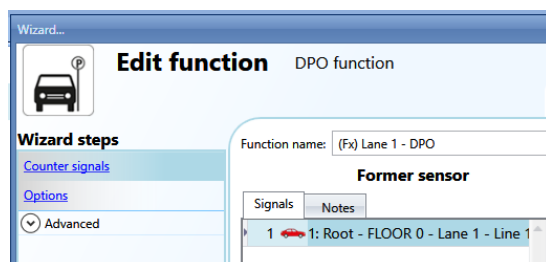 Wizard...
P
Edit function DPO function
Wizard steps
Counter signals
Options
Advanced
Function name: (Fx) Lane 1 - DPO
Former sensor
Signals Notes
1 1: Root - FLOOR 0 - Lane 1 - Line 1